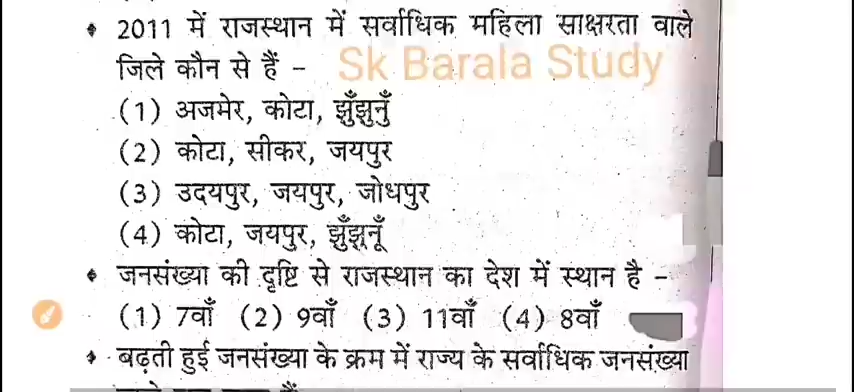 • 2011 में राजस्थान में सर्वाधिक महिला साक्षरता वाले
जिले कौन से हैं –
Sk Barala Study
(1) अजमेर, कोटा, झुँझुनुँ
(2) कोटा, सीकर, जयपुर
(3) उदयपुर, जयपुर, जोधपुर
(4) कोटा, जयपुर, झुँझुनूँ
• जनसंख्या की दृष्टि से राजस्थान का देश में स्थान है –
(1) 7वाँ (2) 9वाँ (3) 11वाँ (4) 8वाँ
• बढ़ती हुई जनसंख्या के क्रम में राज्य के सर्वाधिक जनसंख्या